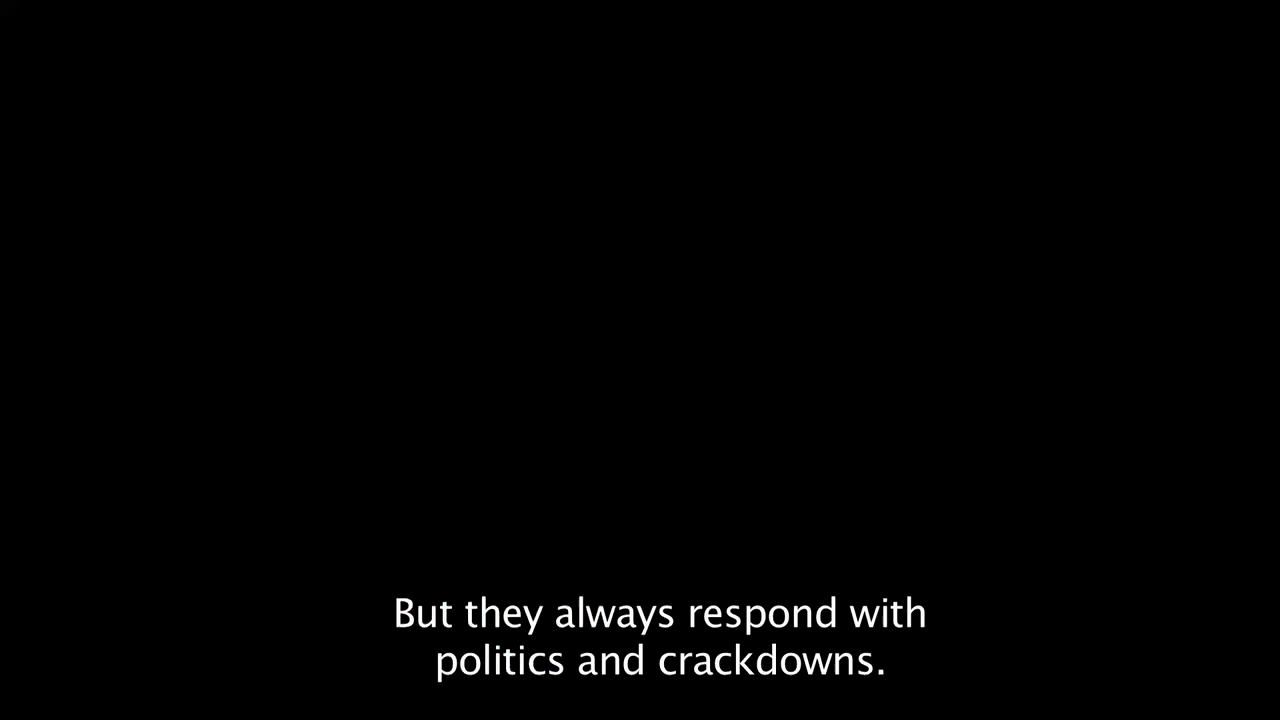 But they always respond with
politics and crackdowns.